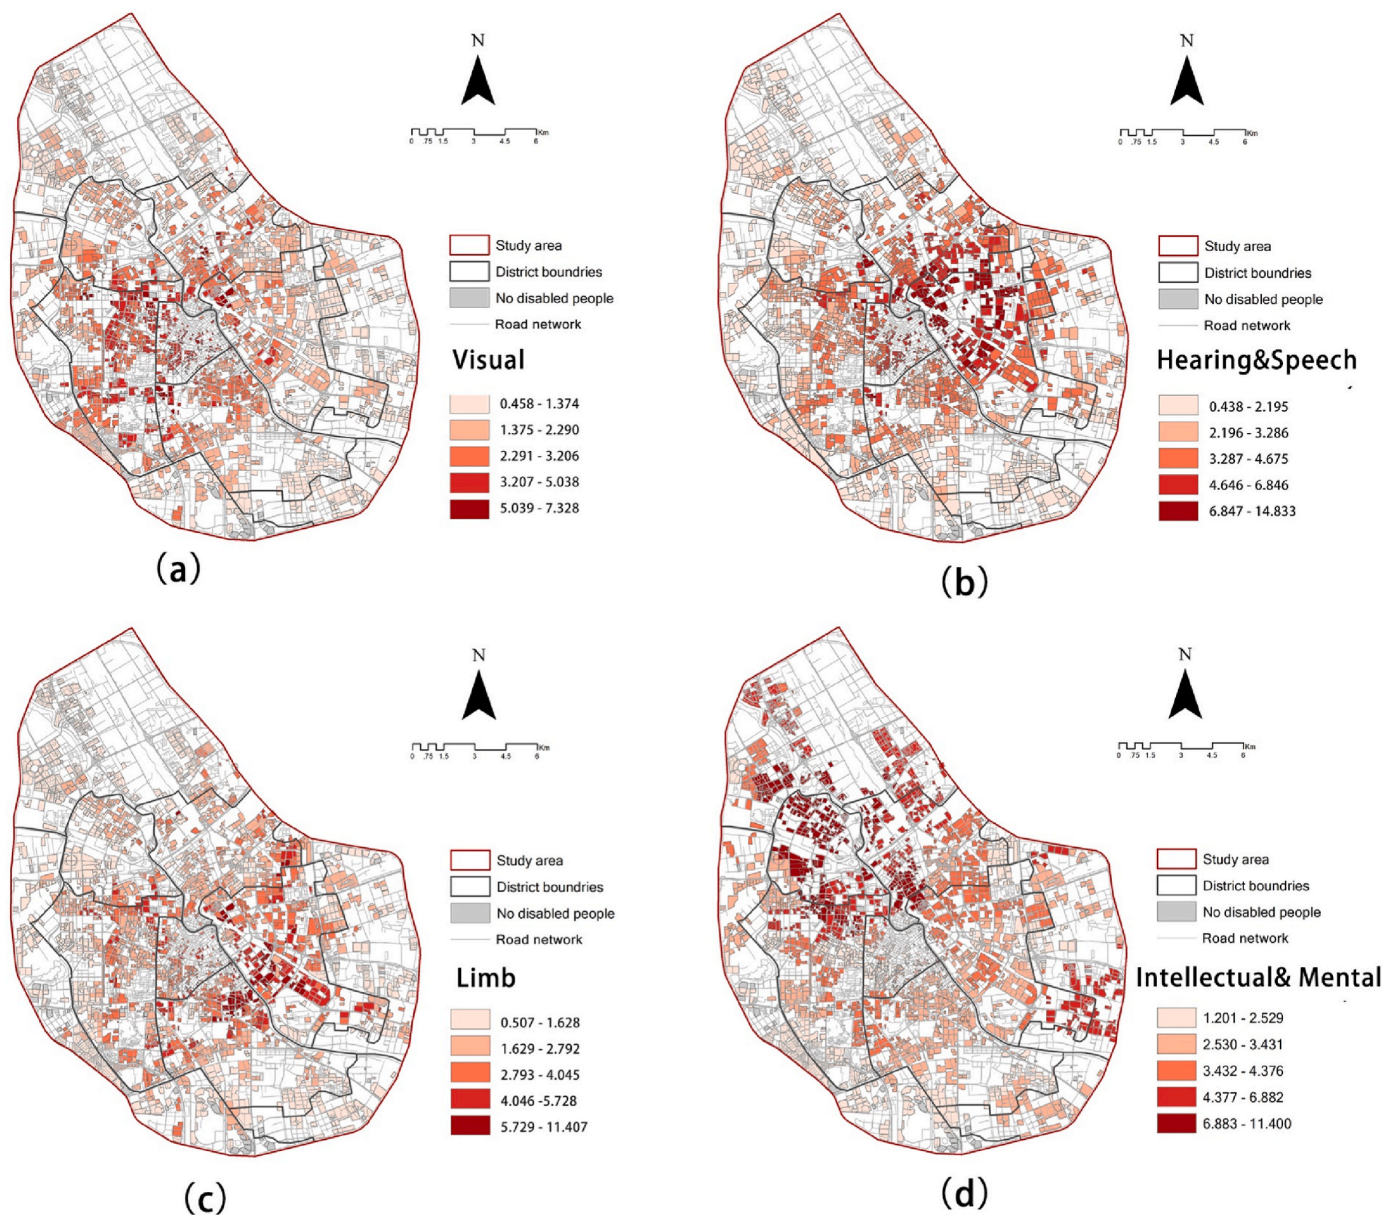 N
0 .75 1.5 3 4.5 6 Km
Study area
District boundries
No disabled people
Road network
Visual
0.458 - 1.374
1.375 - 2.290
2.291 - 3.206
3.207 - 5.038
5.039 - 7.328
(a)
N
0 .75 1.5 3 4.5 6 Km
Study area
District boundries
No disabled people
Road network
Hearing&Speech
0.438 - 2.195
2.196 - 3.286
3.287 - 4.675
4.646 - 6.846
6.847 - 14.833
(b)
N
0 .75 1.5 3 4.5 6 Km
Study area
District boundries
No disabled people
Road network
Limb
0.507 - 1.628
1.629 - 2.792
2.793 - 4.045
4.046 -5.728
5.729 - 11.407
(c)
N
0 .75 1.5 3 4.5 6 Km
Study area
District boundries
No disabled people
Road network
Intellectual& Mental
1.201 - 2.529
2.530 - 3.431
3.432 - 4.376
4.377 - 6.882
6.883 - 11.400
(d)